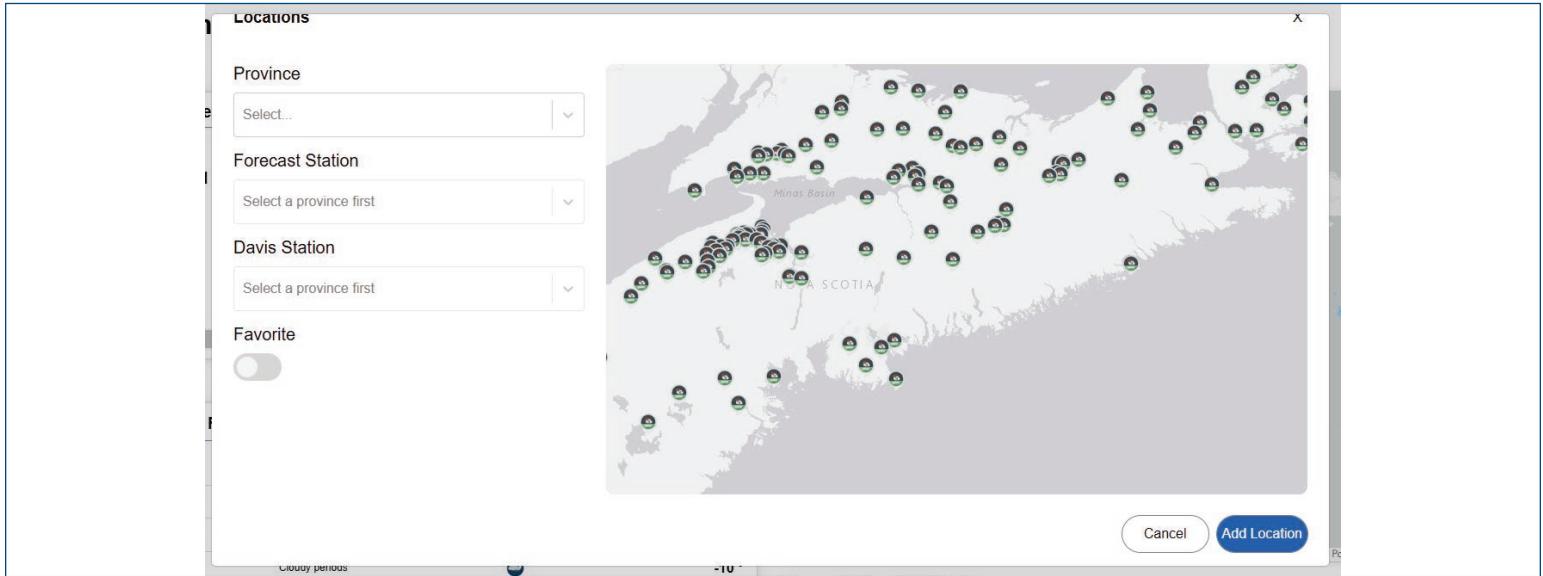 Locations
X
Province
Select...
Forecast Station
Select a province first
Davis Station
Select a province first
Favorite
Minas Basin
NOVA SCOTIA
Cancel
Add Location
Cloudy periods
-10°